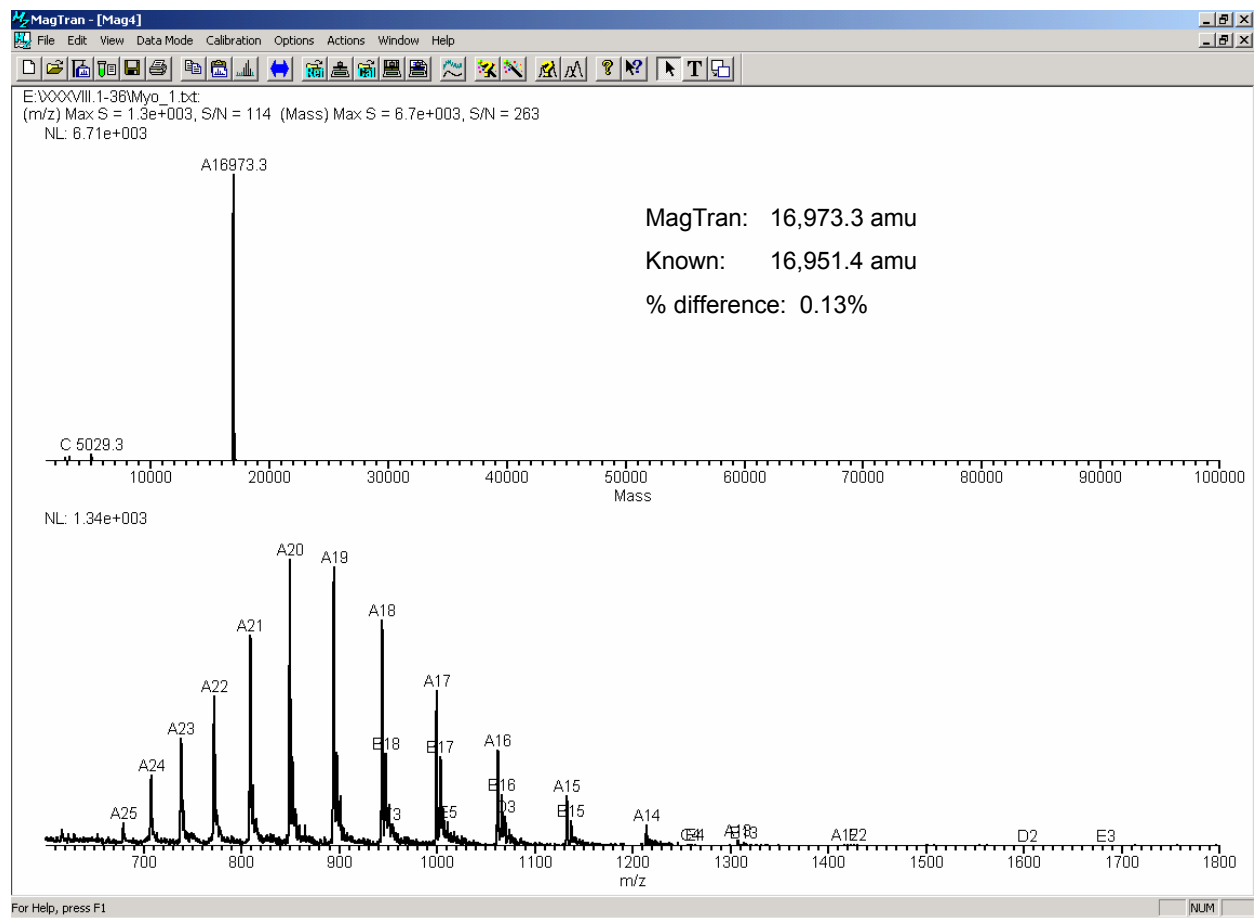 MagTran - [Mag4]
File Edit View Data Mode Calibration Options Actions Window Help
E:\XXXVIII.1-36\Myo_1.txt:
(m/z) Max S = 1.3e+003, S/N = 114 (Mass) Max S = 6.7e+003, S/N = 263
NL: 6.71e+003
A16973.3
MagTran: 16,973.3 amu
Known: 16,951.4 amu
% difference: 0.13%
C 5029.3
10000 20000 30000 40000 50000 60000 70000 80000 90000 100000
Mass
NL: 1.34e+003
A20
A19
A18
A21
A17
A22
A23
B18
B17
A16
A24
B16
A15
A25
E5
D3
B15
A14
B13
D2
E3
700 800 900 1000 1100 1200 1300 1400 1500 1600 1700 1800
m/z
For Help, press F1
NUM